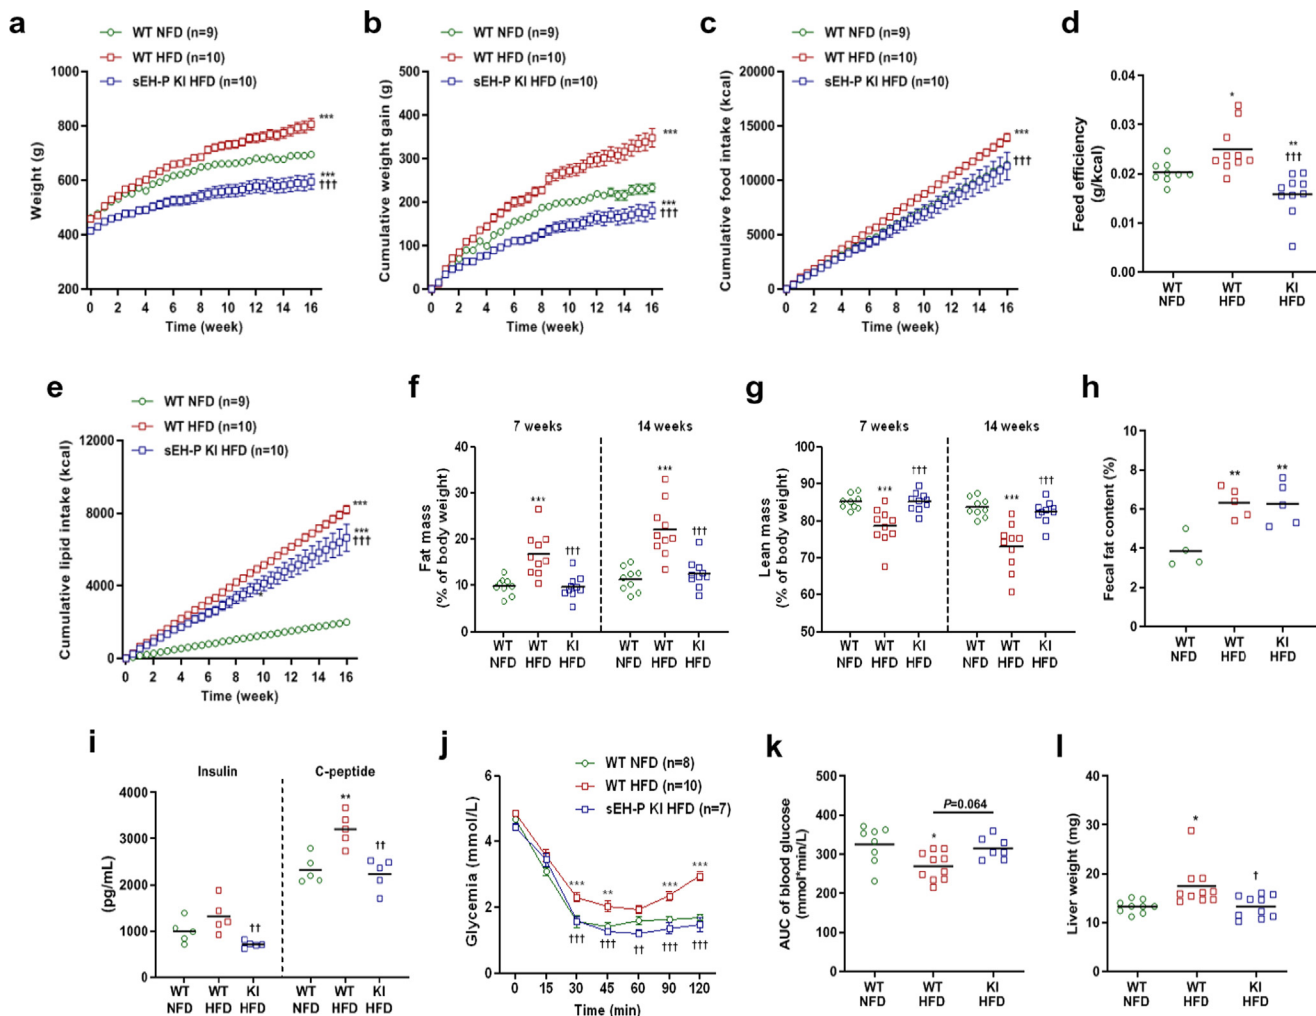 a
WT NFD (n=9)
WT HFD (n=10)
sEH-P KI HFD (n=10)
1000
800
600
400
200
Weight (g)
***
***
†††
0 2 4 6 8 10 12 14 16
Time (week)
b
WT NFD (n=9)
WT HFD (n=10)
sEH-P KI HFD (n=10)
500
400
300
200
100
0
Cumulative weight gain (g)
***
***
†††
0 2 4 6 8 10 12 14 16
Time (week)
c
WT NFD (n=9)
WT HFD (n=10)
sEH-P KI HFD (n=10)
20000
15000
10000
5000
0
Cumulative food intake (kcal)
***
†††
0 2 4 6 8 10 12 14 16
Time (week)
d
0.04
0.03
0.02
0.01
0.00
Feed efficiency
(g/kcal)
*
**
†††
WT WT KI
NFD HFD HFD
e
WT NFD (n=9)
WT HFD (n=10)
sEH-P KI HFD (n=10)
12000
8000
4000
0
Cumulative lipid intake (kcal)
***
***
†††
0 2 4 6 8 10 12 14 16
Time (week)
f
7 weeks 14 weeks
40
30
20
10
0
Fat mass
(% of body weight)
*** ††† *** †††
WT WT KI WT WT KI
NFD HFD HFD NFD HFD HFD
g
7 weeks 14 weeks
100
90
80
70
60
50
Lean mass
(% of body weight)
*** ††† *** †††
WT WT KI WT WT KI
NFD HFD HFD NFD HFD HFD
h
10
8
6
4
2
0
Fecal fat content (%)
** **
WT WT KI
NFD HFD HFD
i
Insulin C-peptide
4000
3000
2000
1000
0
(pg/mL)
†† ** ††
WT WT KI WT WT KI
NFD HFD HFD NFD HFD HFD
j
WT NFD (n=8)
WT HFD (n=10)
sEH-P KI HFD (n=7)
6
4
2
0
Glycemia (mmol/L)
*** ** *** ***
††† ††† †† ††† †††
0 15 30 45 60 90 120
Time (min)
k
500
400
300
200
100
0
AUC of blood glucose
(mmol*min/L)
P=0.064
*
WT WT KI
NFD HFD HFD
l
30
20
10
0
Liver weight (mg)
*
†
WT WT KI
NFD HFD HFD